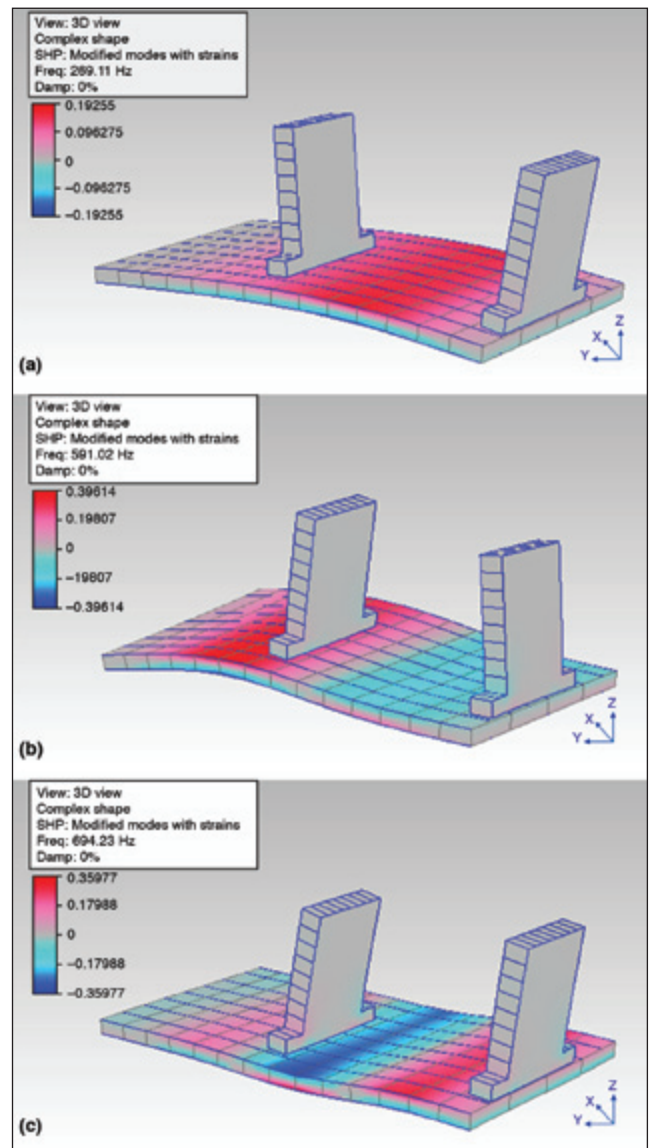 View: 3D view
Complex shape
SHP: Modified modes with strains
Freq: 269.11 Hz
Damp: 0%
0.19255
0.096275
0
−0.096275
−0.19255
Z
X
Y
(a)
View: 3D view
Complex shape
SHP: Modified modes with strains
Freq: 591.02 Hz
Damp: 0%
0.39614
0.19807
0
−19807
−0.39614
Z
X
Y
(b)
View: 3D view
Complex shape
SHP: Modified modes with strains
Freq: 694.23 Hz
Damp: 0%
0.35977
0.17988
0
−0.17988
−0.35977
Z
X
Y
(c)